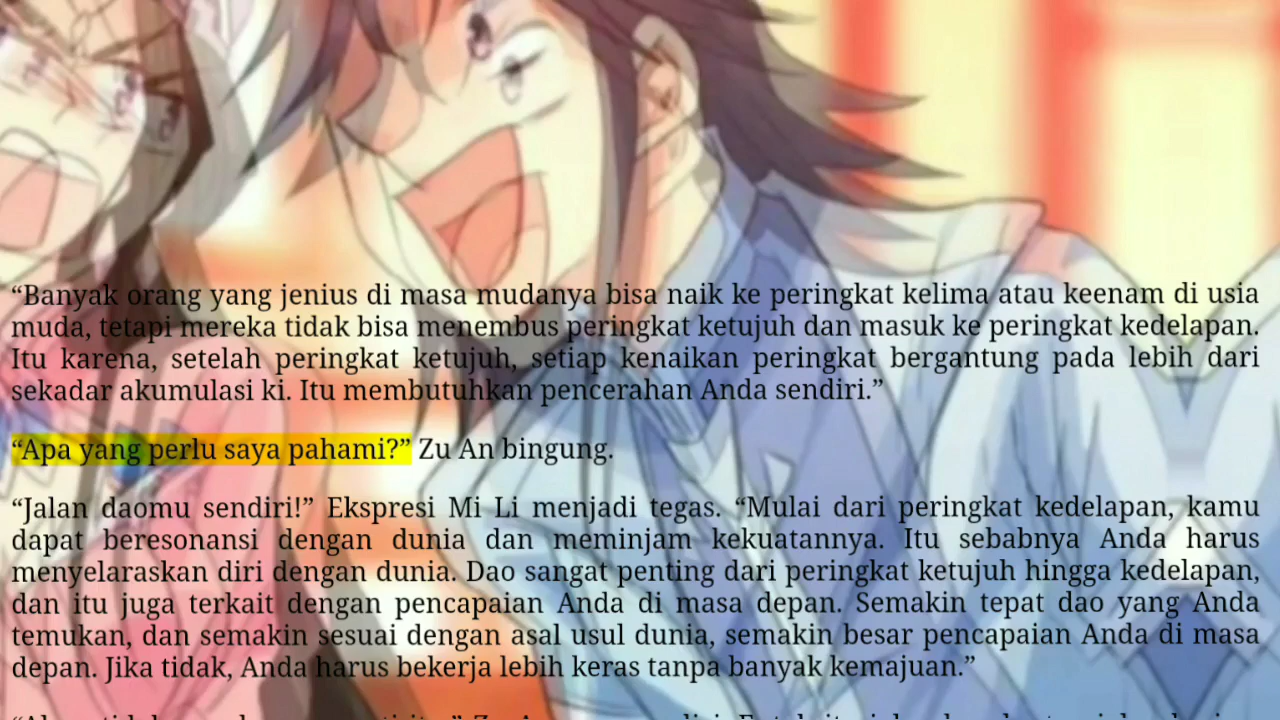 “Banyak orang yang jenius di masa mudanya bisa naik ke peringkat kelima atau keenam di usia
muda, tetapi mereka tidak bisa menembus peringkat ketujuh dan masuk ke peringkat kedelapan.
Itu karena, setelah peringkat ketujuh, setiap kenaikan peringkat bergantung pada lebih dari
sekadar akumulasi ki. Itu membutuhkan pencerahan Anda sendiri.”
“Apa yang perlu saya pahami?” Zu An bingung.
“Jalan daomu sendiri!” Ekspresi Mi Li menjadi tegas. “Mulai dari peringkat kedelapan, kamu
dapat beresonansi dengan dunia dan meminjam kekuatannya. Itu sebabnya Anda harus
menyelaraskan diri dengan dunia. Dao sangat penting dari peringkat ketujuh hingga kedelapan,
dan itu juga terkait dengan pencapaian Anda di masa depan. Semakin tepat dao yang Anda
temukan, dan semakin sesuai dengan asal usul dunia, semakin besar pencapaian Anda di masa
depan. Jika tidak, Anda harus bekerja lebih keras tanpa banyak kemajuan.”